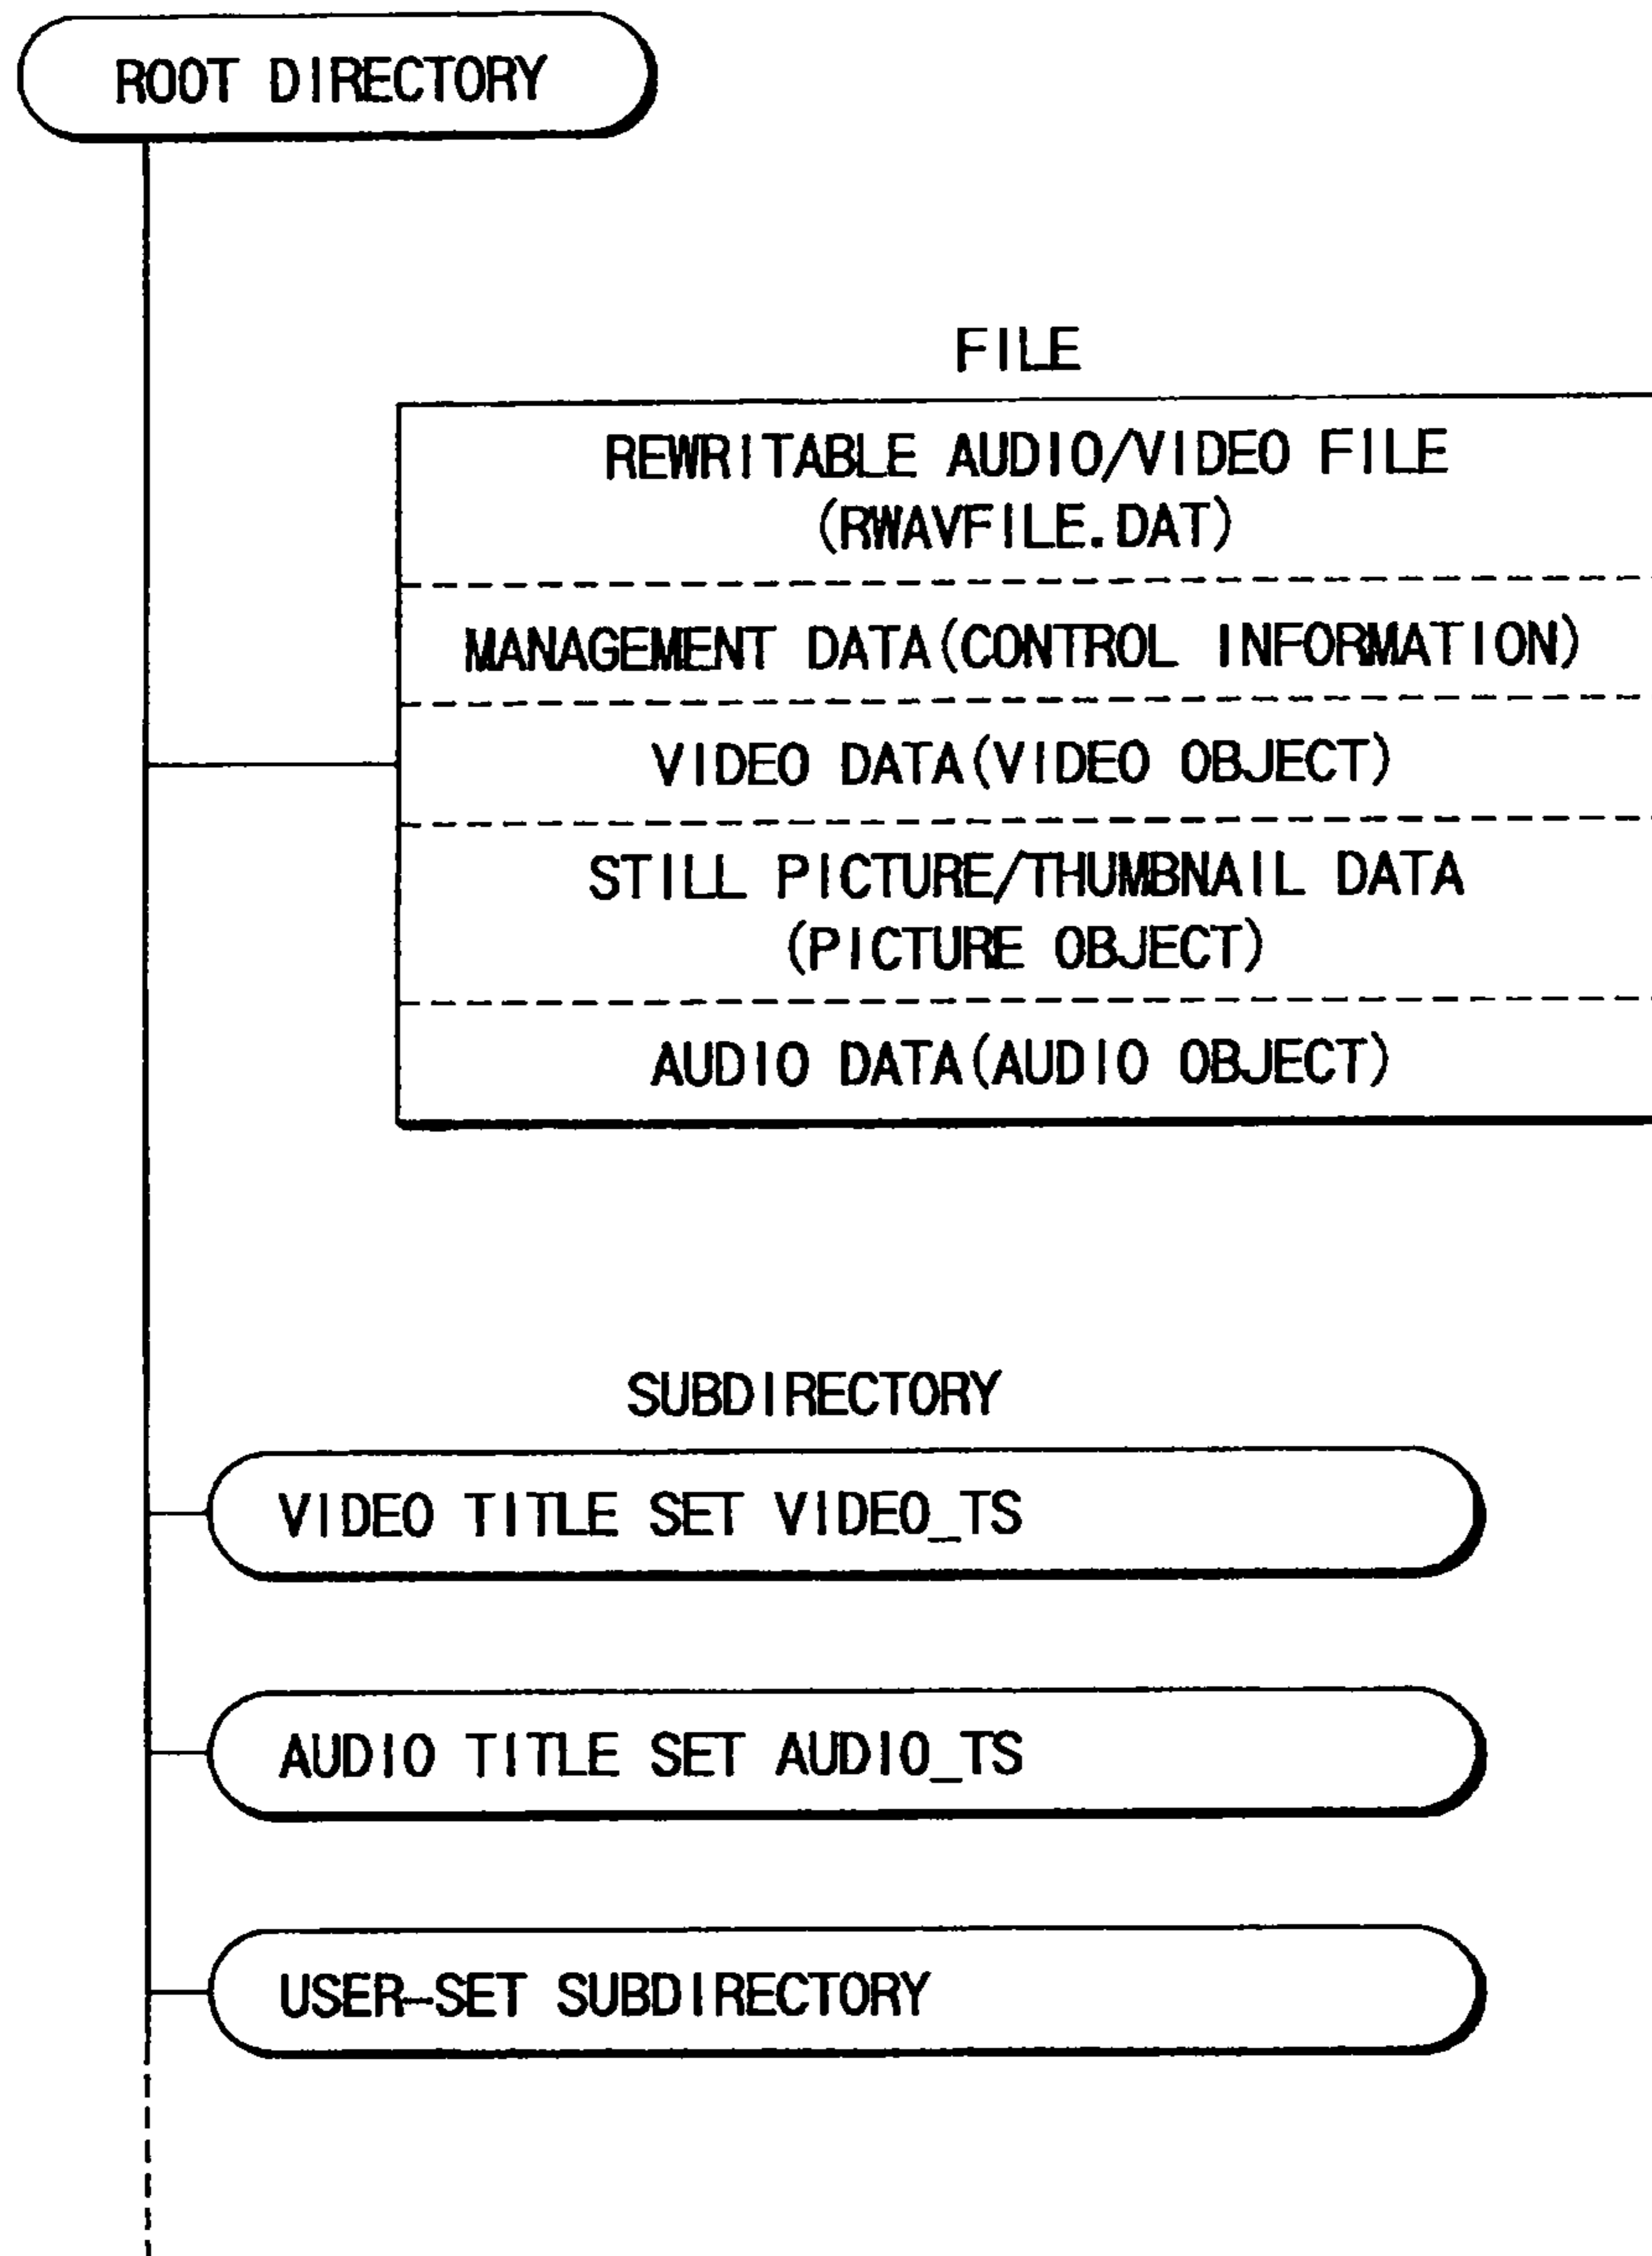 ROOT DIRECTORY
FILE
REWRITABLE AUDIO/VIDEO FILE
(RWAVFILE.DAT)
MANAGEMENT DATA(CONTROL INFORMATION)
VIDEO DATA(VIDEO OBJECT)
STILL PICTURE/THUMBNAIL DATA
(PICTURE OBJECT)
AUDIO DATA(AUDIO OBJECT)
SUBDIRECTORY
VIDEO TITLE SET VIDEO_TS
AUDIO TITLE SET AUDIO_TS
USER-SET SUBDIRECTORY